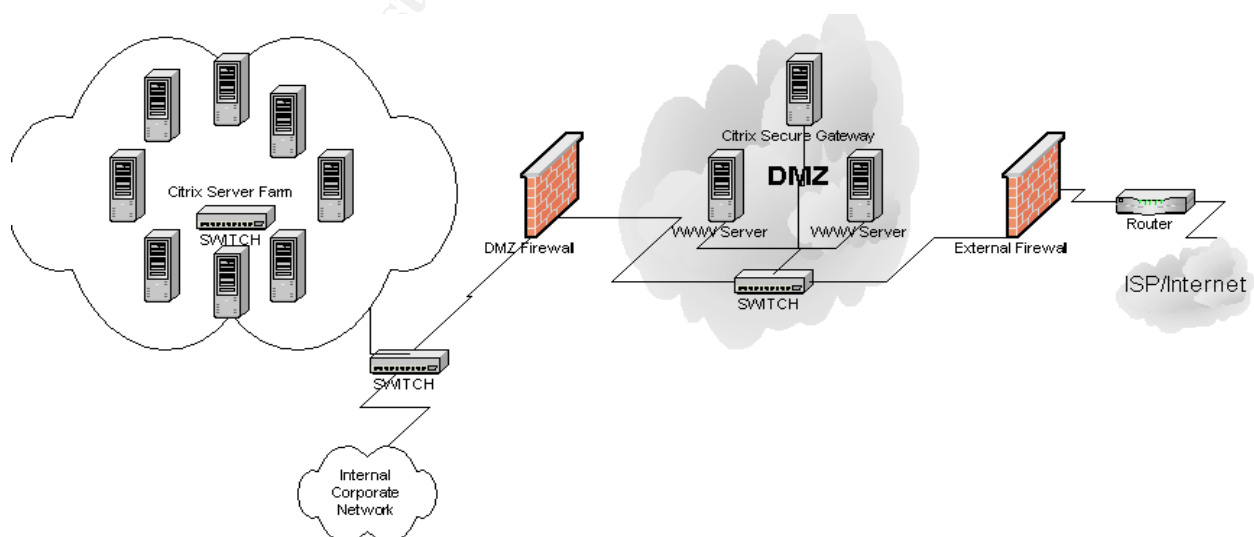 Citrix Server Farm
SWITCH
Citrix Secure Gateway
DMZ
WWW Server
WWW Server
SWITCH
DMZ Firewall
External Firewall
Router
ISP/Internet
SWITCH
Internal
Corporate
Network